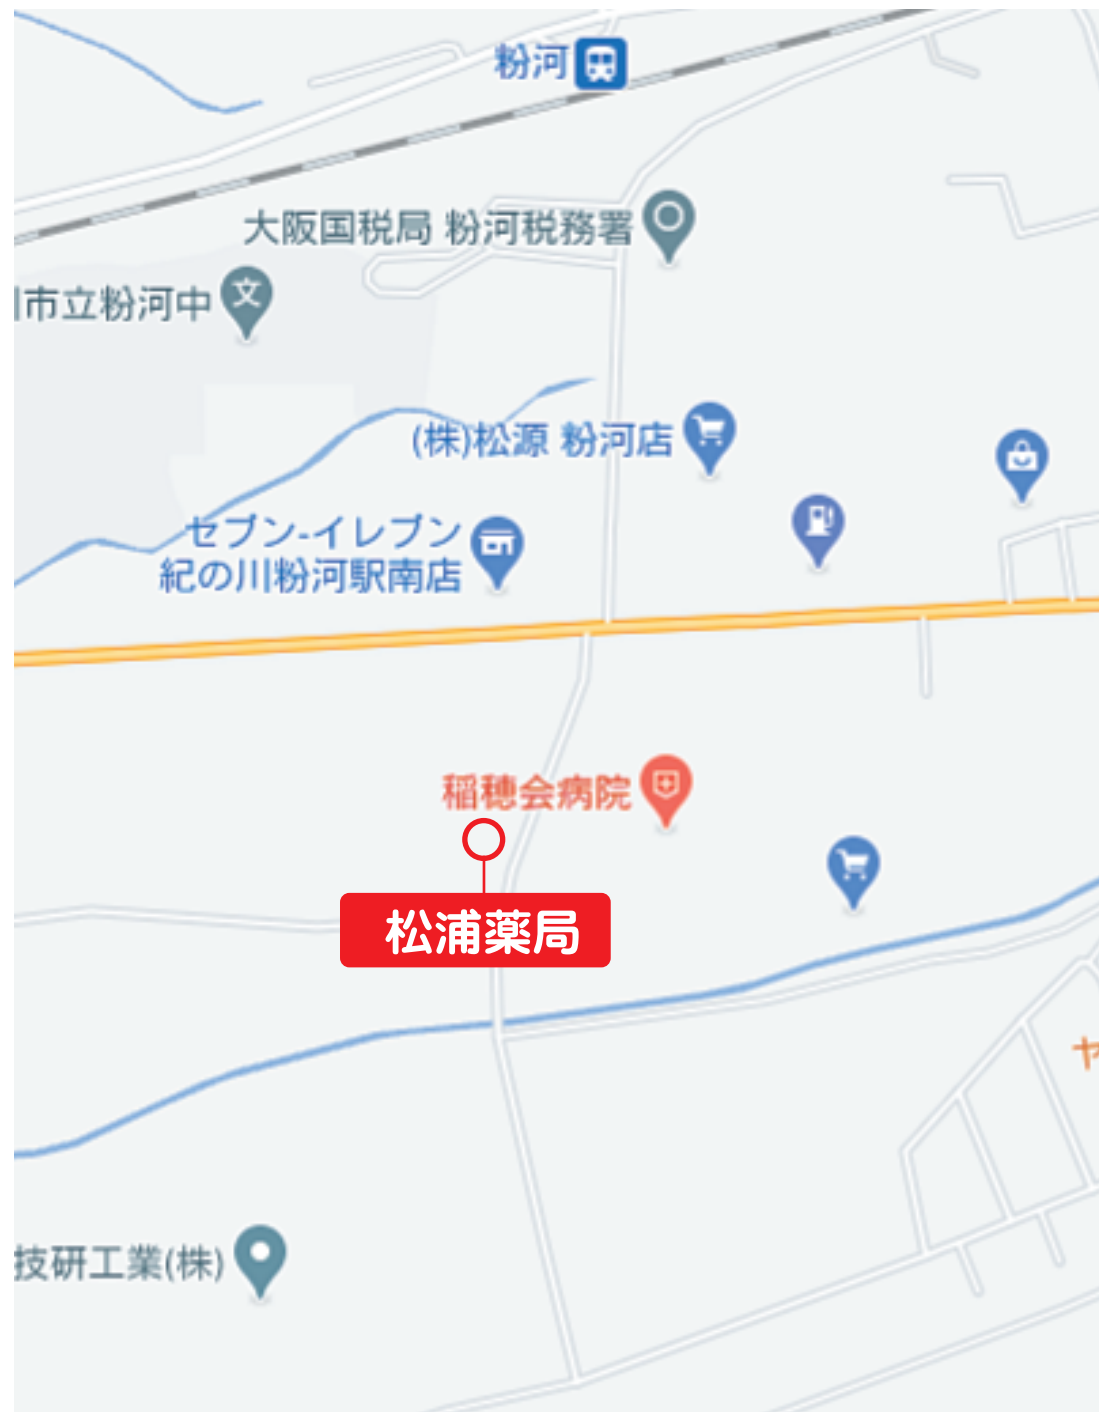 粉河
大阪国税局 粉河税務署
市立粉河中
文
(株)松源 粉河店
セブン-イレブン
紀の川粉河駅南店
稲穂会病院
松浦薬局
技研工業(株)